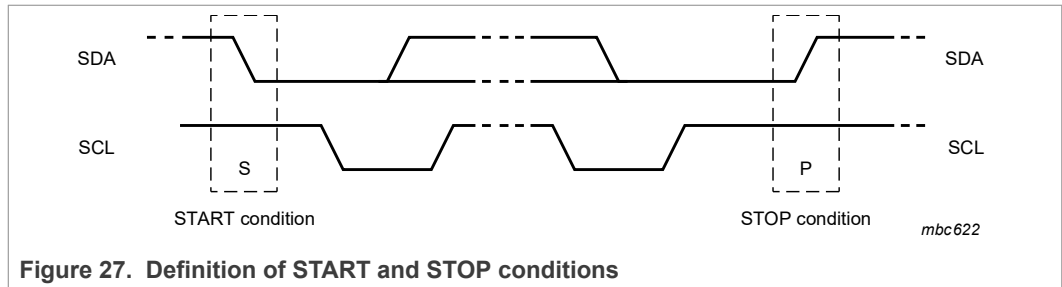 SDA SDA
SCL SCL
S P
START condition STOP condition
mbc622
Figure 27. Definition of START and STOP conditions